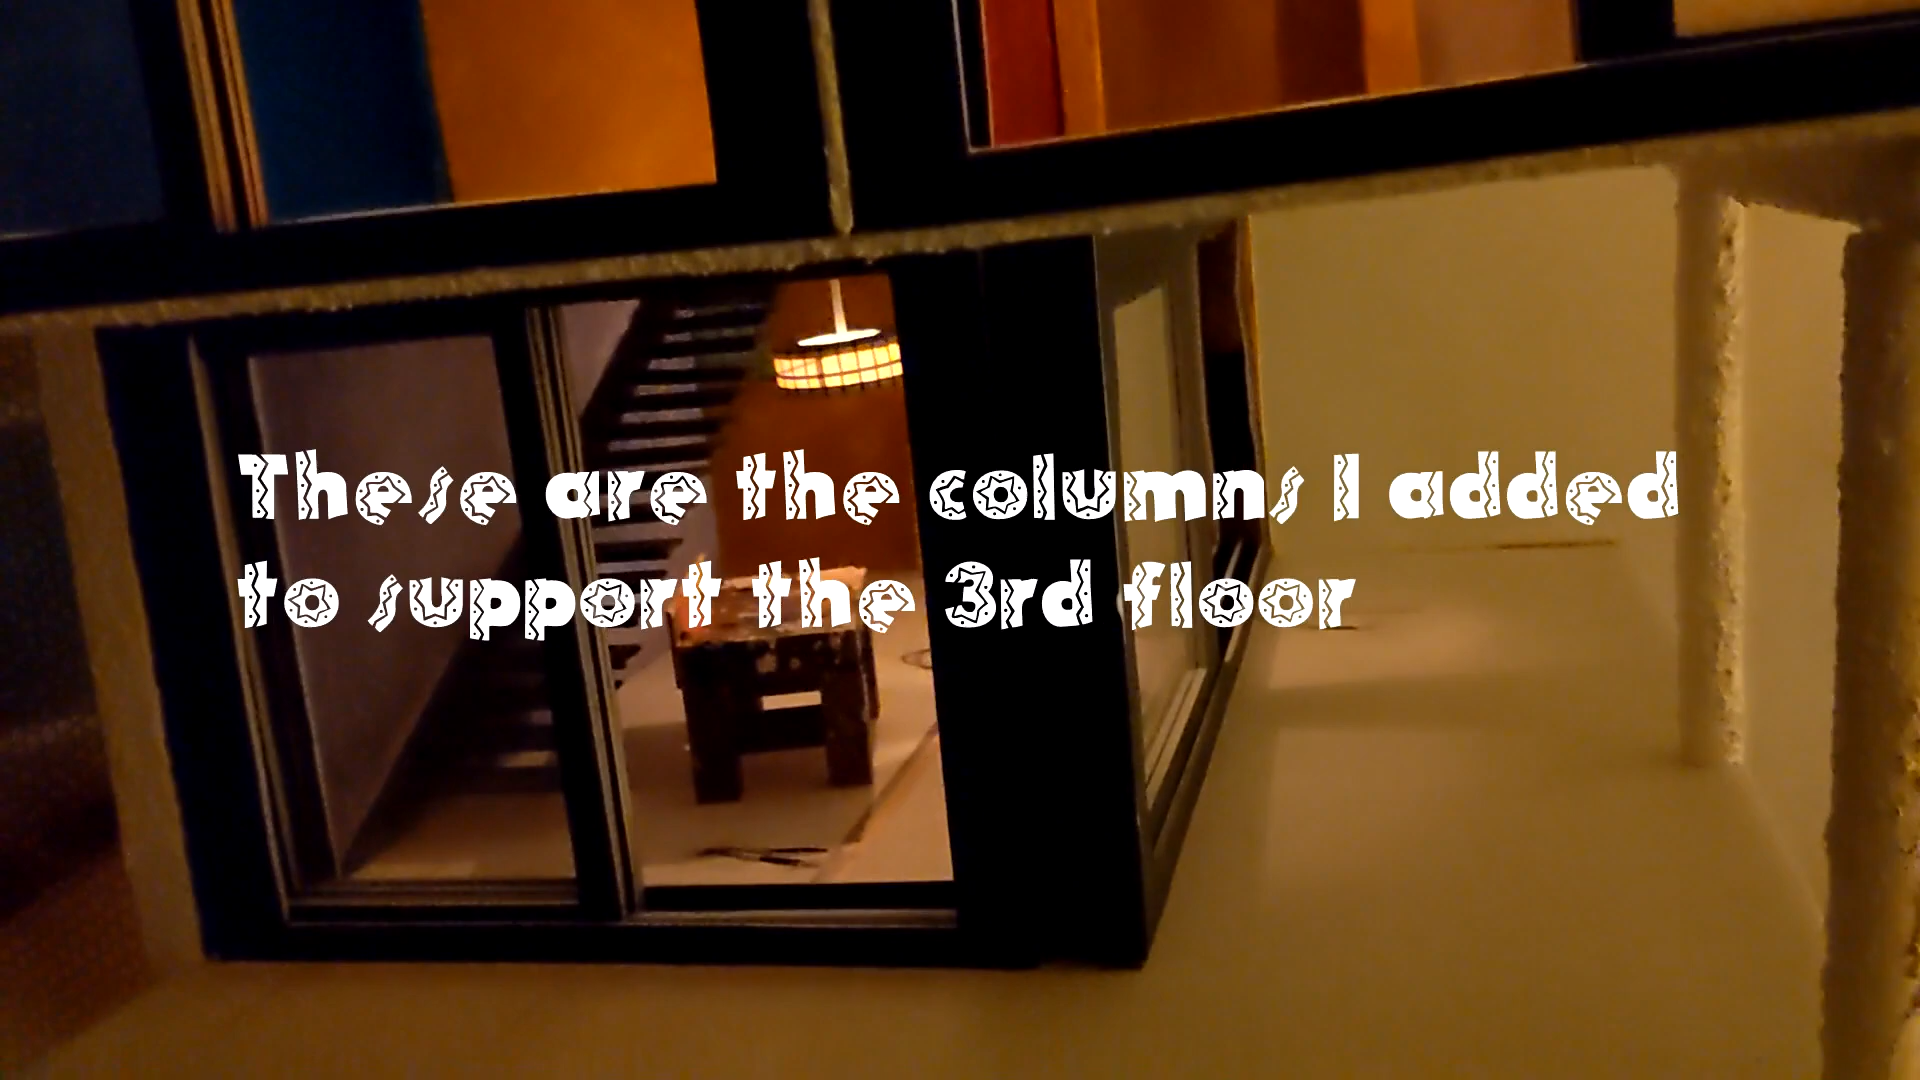 These are the columns I added
to support the 3rd floor